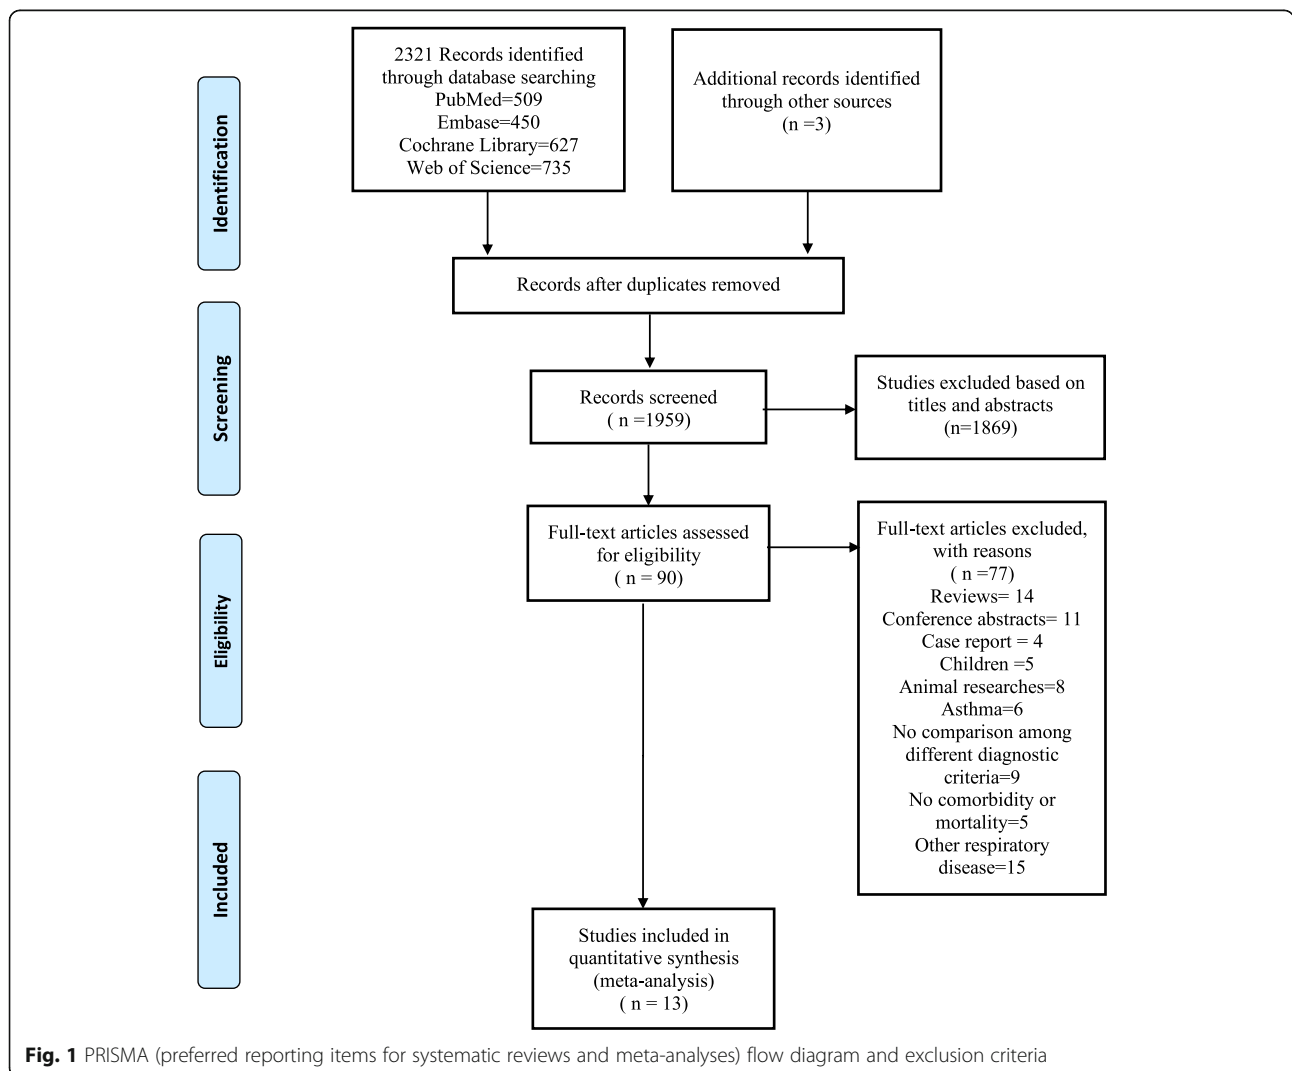 2321 Records identified
through database searching
PubMed=509
Embase=450
Cochrane Library=627
Web of Science=735
Additional records identified
through other sources
(n =3)
Identification
Records after duplicates removed
Screening
Records screened
( n =1959)
Studies excluded based on
titles and abstracts
(n=1869)
Eligibility
Full-text articles assessed
for eligibility
( n = 90)
Full-text articles excluded,
with reasons
( n =77)
Reviews= 14
Conference abstracts= 11
Case report = 4
Children =5
Animal researches=8
Asthma=6
No comparison among
different diagnostic
criteria=9
No comorbidity or
mortality=5
Other respiratory
disease=15
Included
Studies included in
quantitative synthesis
(meta-analysis)
( n = 13)
Fig. 1 PRISMA (preferred reporting items for systematic reviews and meta-analyses) flow diagram and exclusion criteria